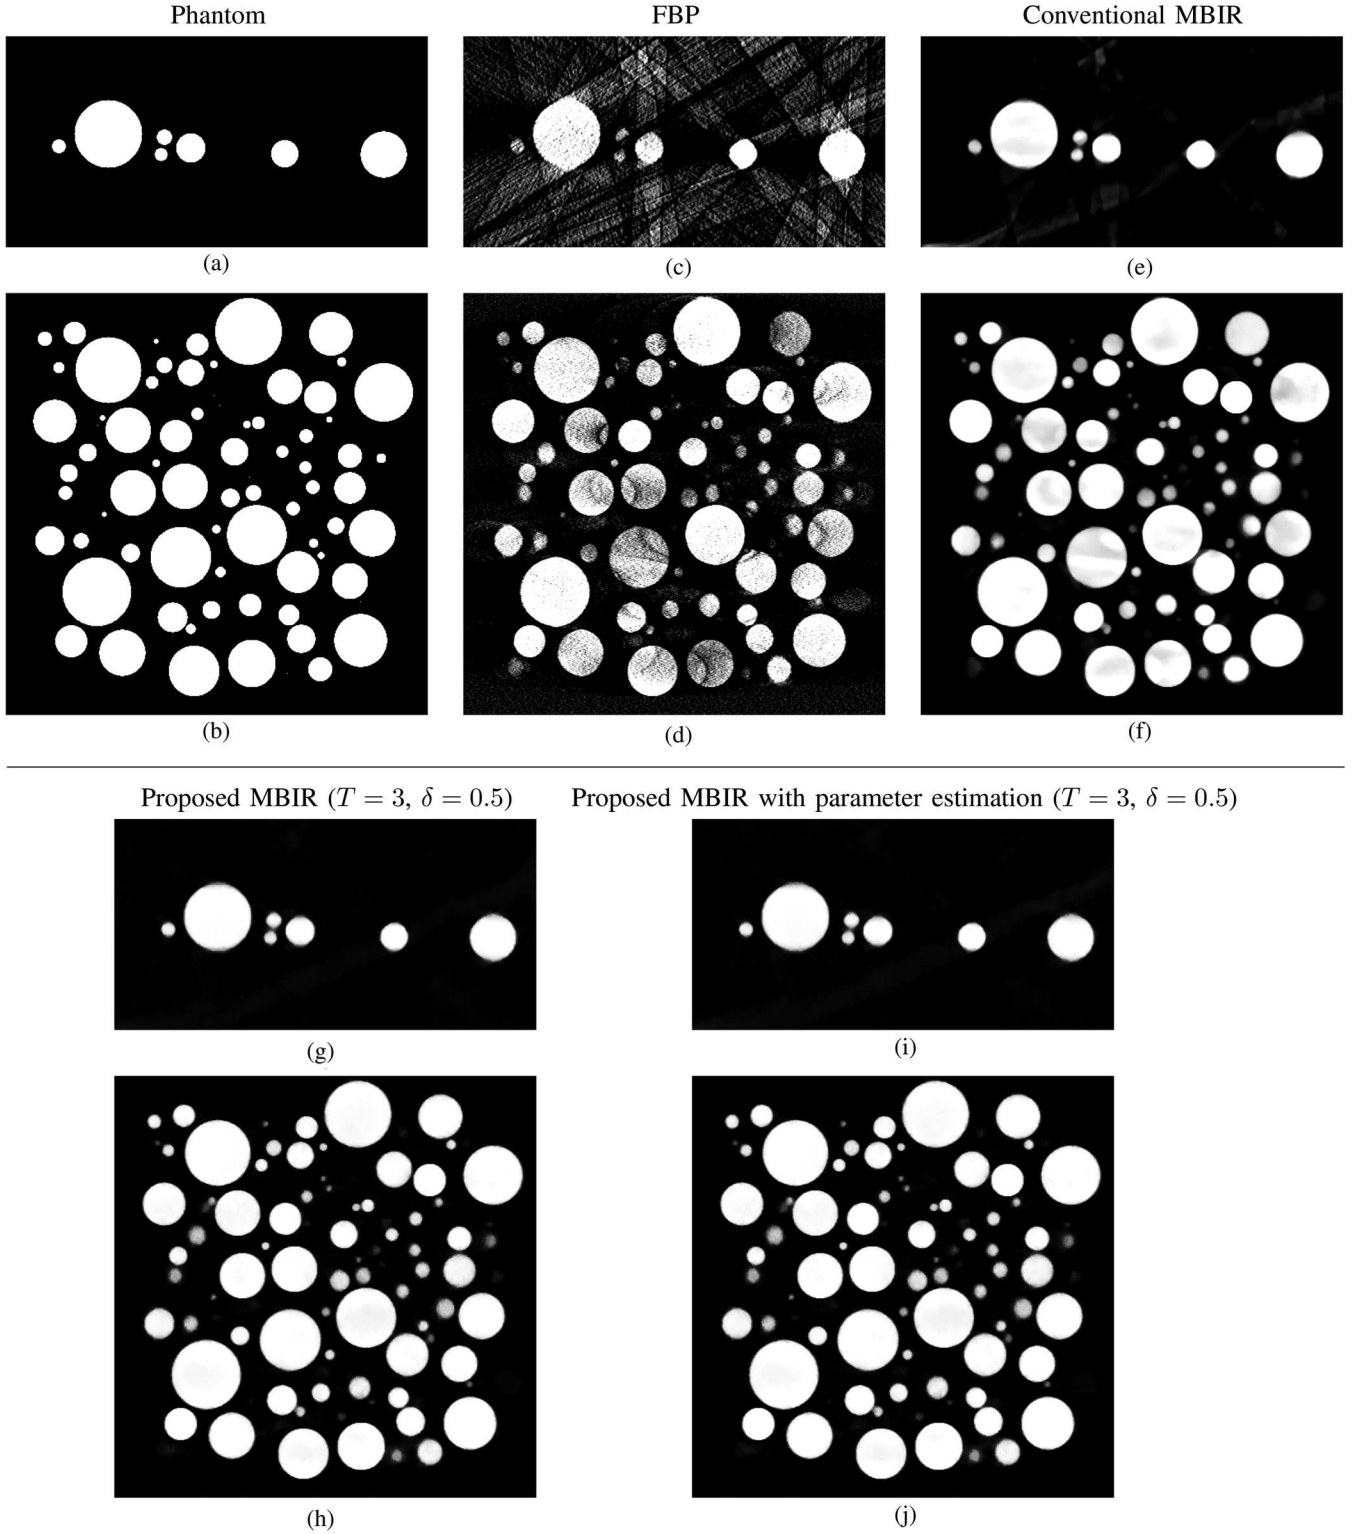 Phantom FBP Conventional MBIR
(a) (c) (e)
(b) (d) (f)
Proposed MBIR (T = 3, δ = 0.5) Proposed MBIR with parameter estimation (T = 3, δ = 0.5)
(g) (i)
(h) (j)